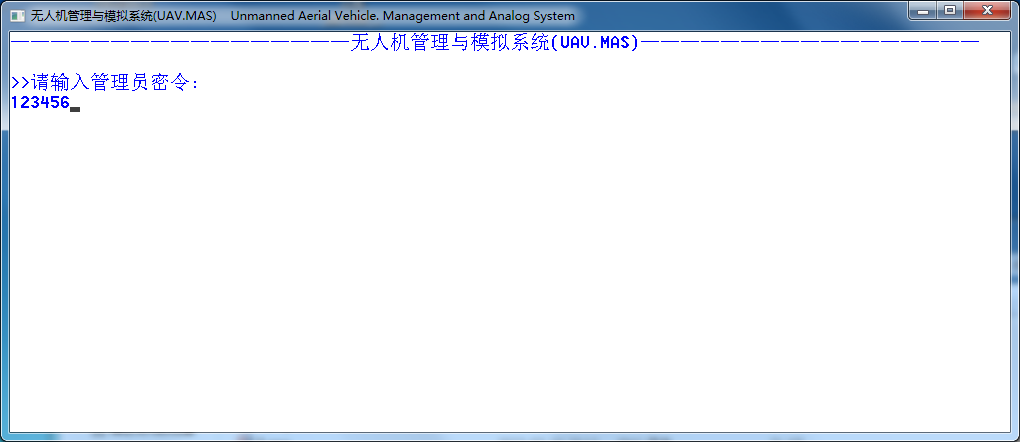 无人机管理与模拟系统(UAV.MAS) Unmanned Aerial Vehicle. Management and Analog System
——————————————————无人机管理与模拟系统(UAV.MAS)——————————————————
>>请输入管理员密令:
123456_